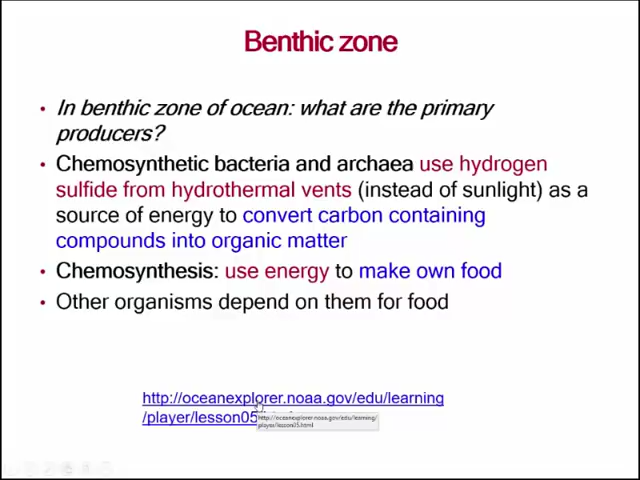 Benthic zone
• In benthic zone of ocean: what are the primary
producers?
• Chemosynthetic bacteria and archaea use hydrogen
sulfide from hydrothermal vents (instead of sunlight) as a
source of energy to convert carbon containing
compounds into organic matter
• Chemosynthesis: use energy to make own food
• Other organisms depend on them for food
http://oceanexplorer.noaa.gov/edu/learning
/player/lesson05
http://oceanexplorer.noaa.gov/edu/learning/
player/lesson05.html